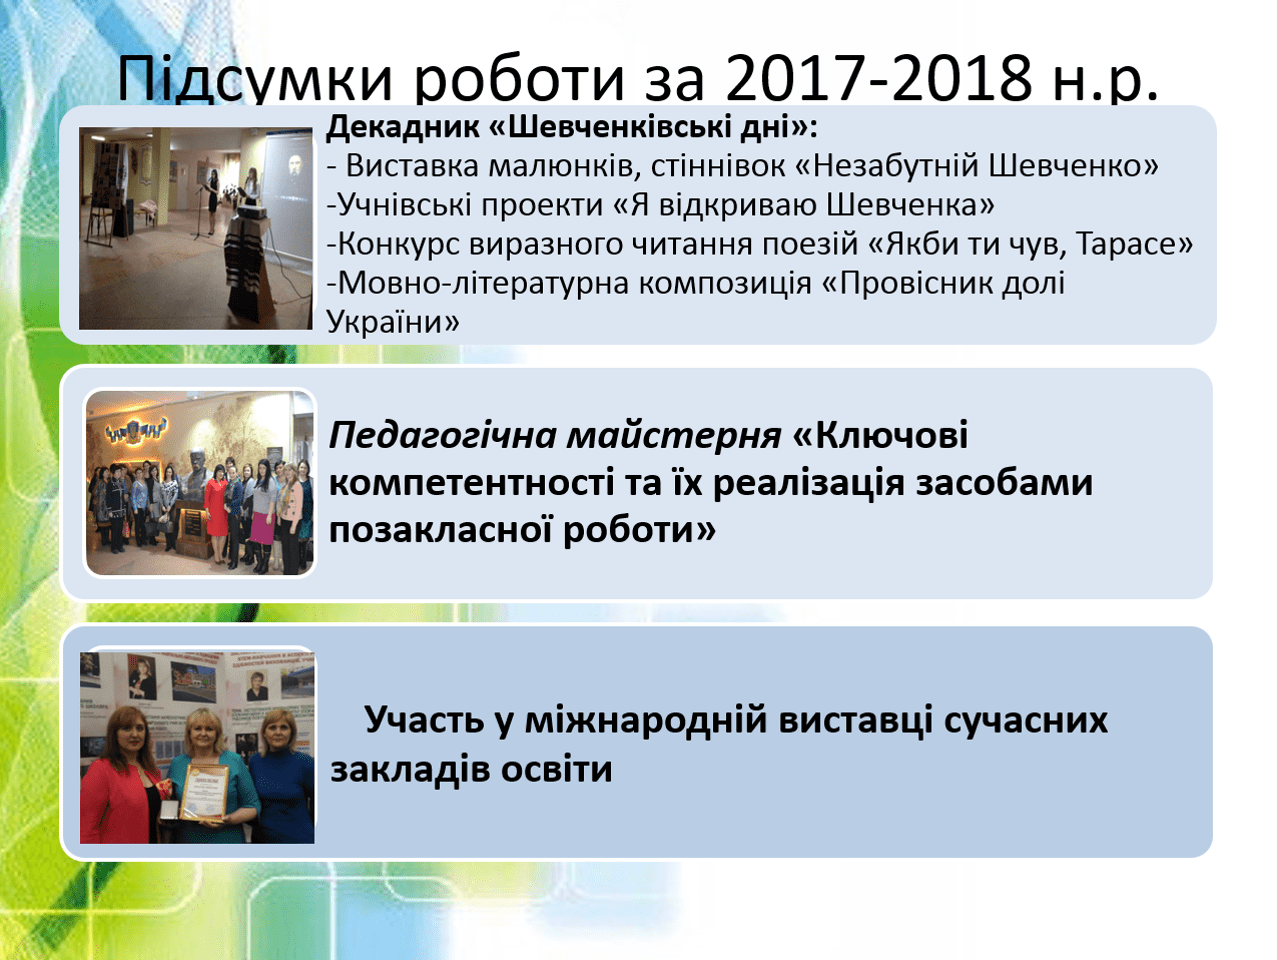 Підсумки роботи за 2017-2018 н.р.
Декадник «Шевченківські дні»:
- Виставка малюнків, стіннівок «Незабутній Шевченко»
-Учнівські проекти «Я відкриваю Шевченка»
-Конкурс виразного читання поезій «Якби ти чув, Тарасе»
-Мовно-літературна композиція «Провісник долі
України»
Педагогічна майстерня «Ключові
компетентності та їх реалізація засобами
позакласної роботи»
Участь у міжнародній виставці сучасних
закладів освіти